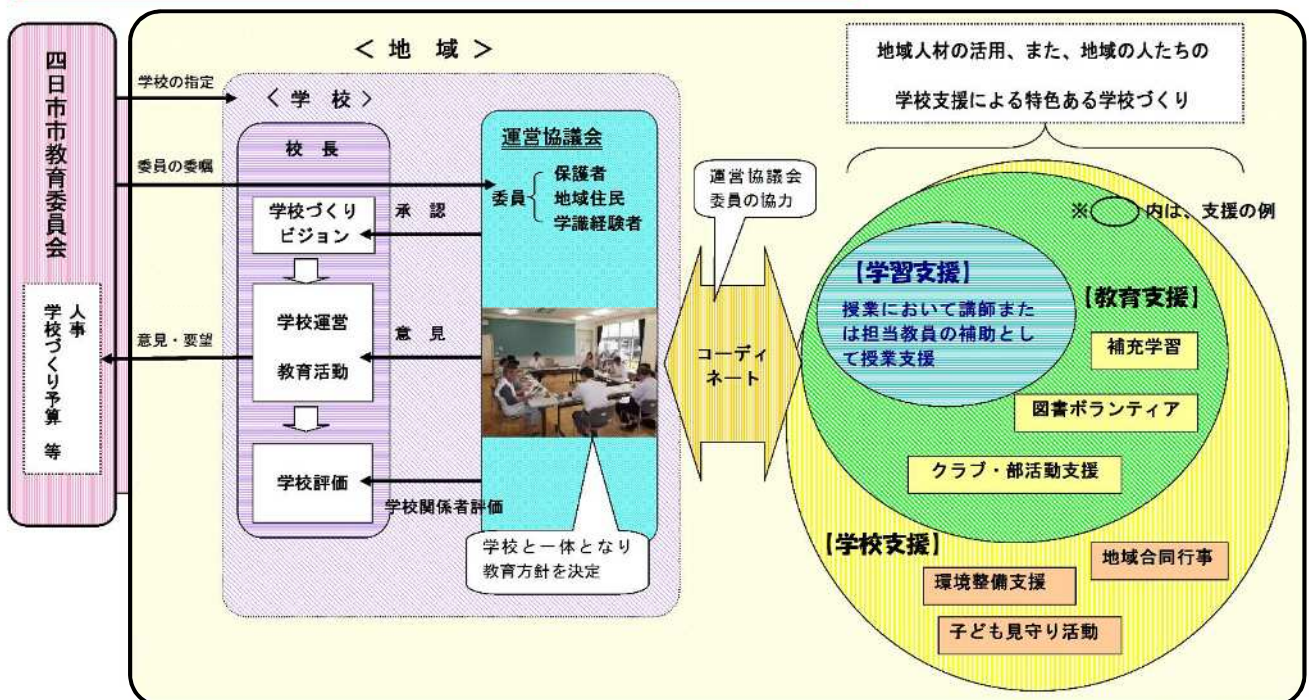 四日市市教育委員会
人事
学校づくり予算 等
学校の指定
委員の委嘱
意見・要望
＜ 地 域 ＞
＜ 学 校 ＞
校 長
学校づくり
ビジョン
学校運営
教育活動
学校評価
承 認
意 見
学校関係者評価
運営協議会
委員
保護者
地域住民
学識経験者
学校と一体となり
教育方針を決定
運営協議会
委員の協力
コーディ
ネート
地域人材の活用、また、地域の人たちの
学校支援による特色ある学校づくり
※ 内は、支援の例
【学習支援】
授業において講師また
は担当教員の補助とし
て授業支援
【教育支援】
補充学習
図書ボランティア
クラブ・部活動支援
【学校支援】
地域合同行事
環境整備支援
子ども見守り活動